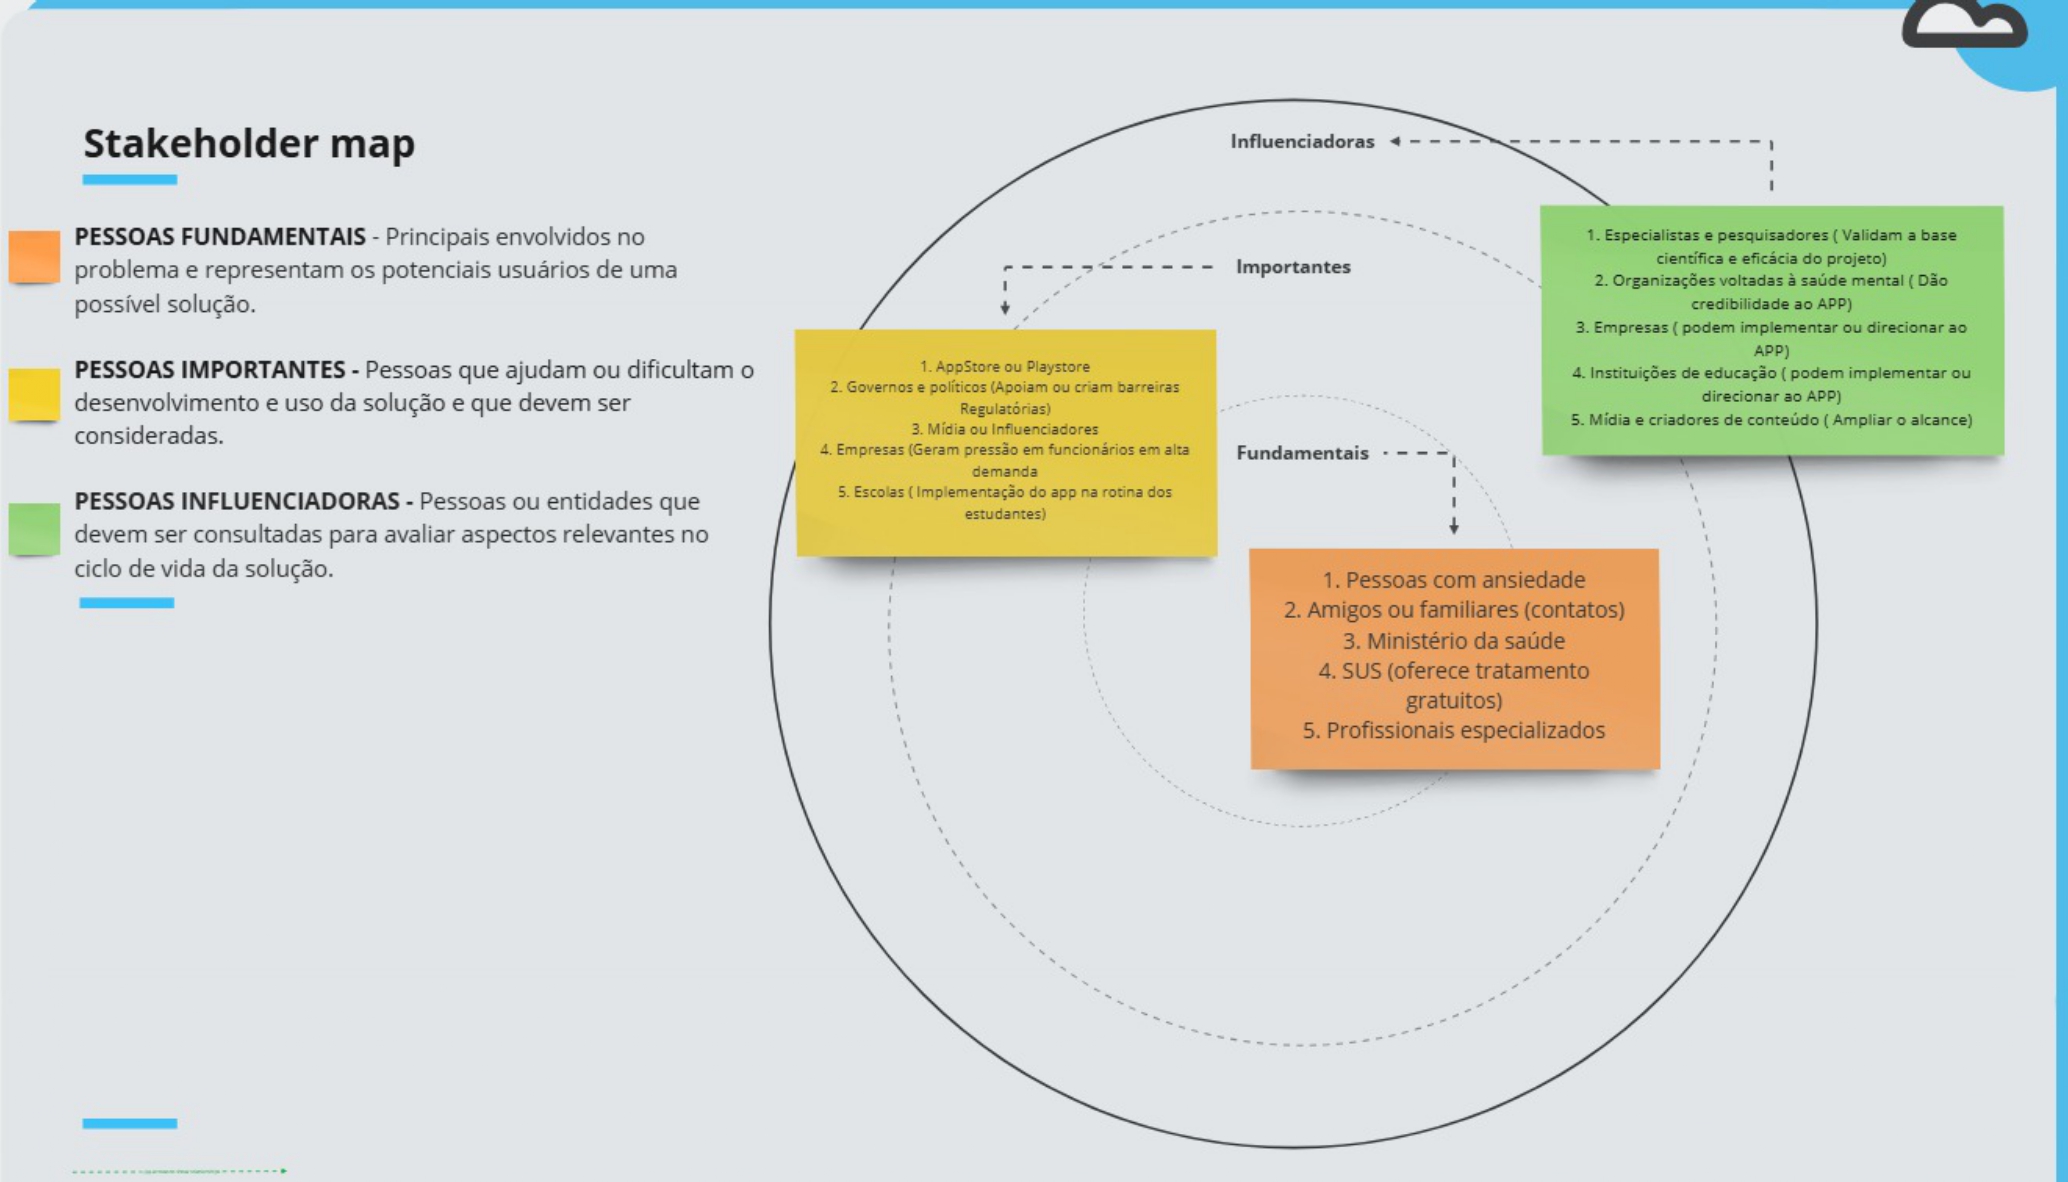 Stakeholder map
PESSOAS FUNDAMENTAIS - Principais envolvidos no
problema e representam os potenciais usuários de uma
possível solução.
PESSOAS IMPORTANTES - Pessoas que ajudam ou dificultam o
desenvolvimento e uso da solução e que devem ser
consideradas.
PESSOAS INFLUENCIADORAS - Pessoas ou entidades que
devem ser consultadas para avaliar aspectos relevantes no
ciclo de vida da solução.
Influenciadoras
1. Especialistas e pesquisadores ( Validam a base
científica e eficácia do projeto)
2. Organizações voltadas à saúde mental ( Dão
credibilidade ao APP)
3. Empresas ( podem implementar ou direcionar ao
APP)
4. Instituições de educação ( podem implementar ou
direcionar ao APP)
5. Mídia e criadores de conteúdo ( Ampliar o alcance)
Importantes
1. AppStore ou Playstore
2. Governos e políticos (Apoiam ou criam barreiras
Regulatórias)
3. Mídia ou Influenciadores
4. Empresas (Geram pressão em funcionários em alta
demanda
5. Escolas ( Implementação do app na rotina dos
estudantes)
Fundamentais
1. Pessoas com ansiedade
2. Amigos ou familiares (contatos)
3. Ministério da saúde
4. SUS (oferece tratamento
gratuitos)
5. Profissionais especializados